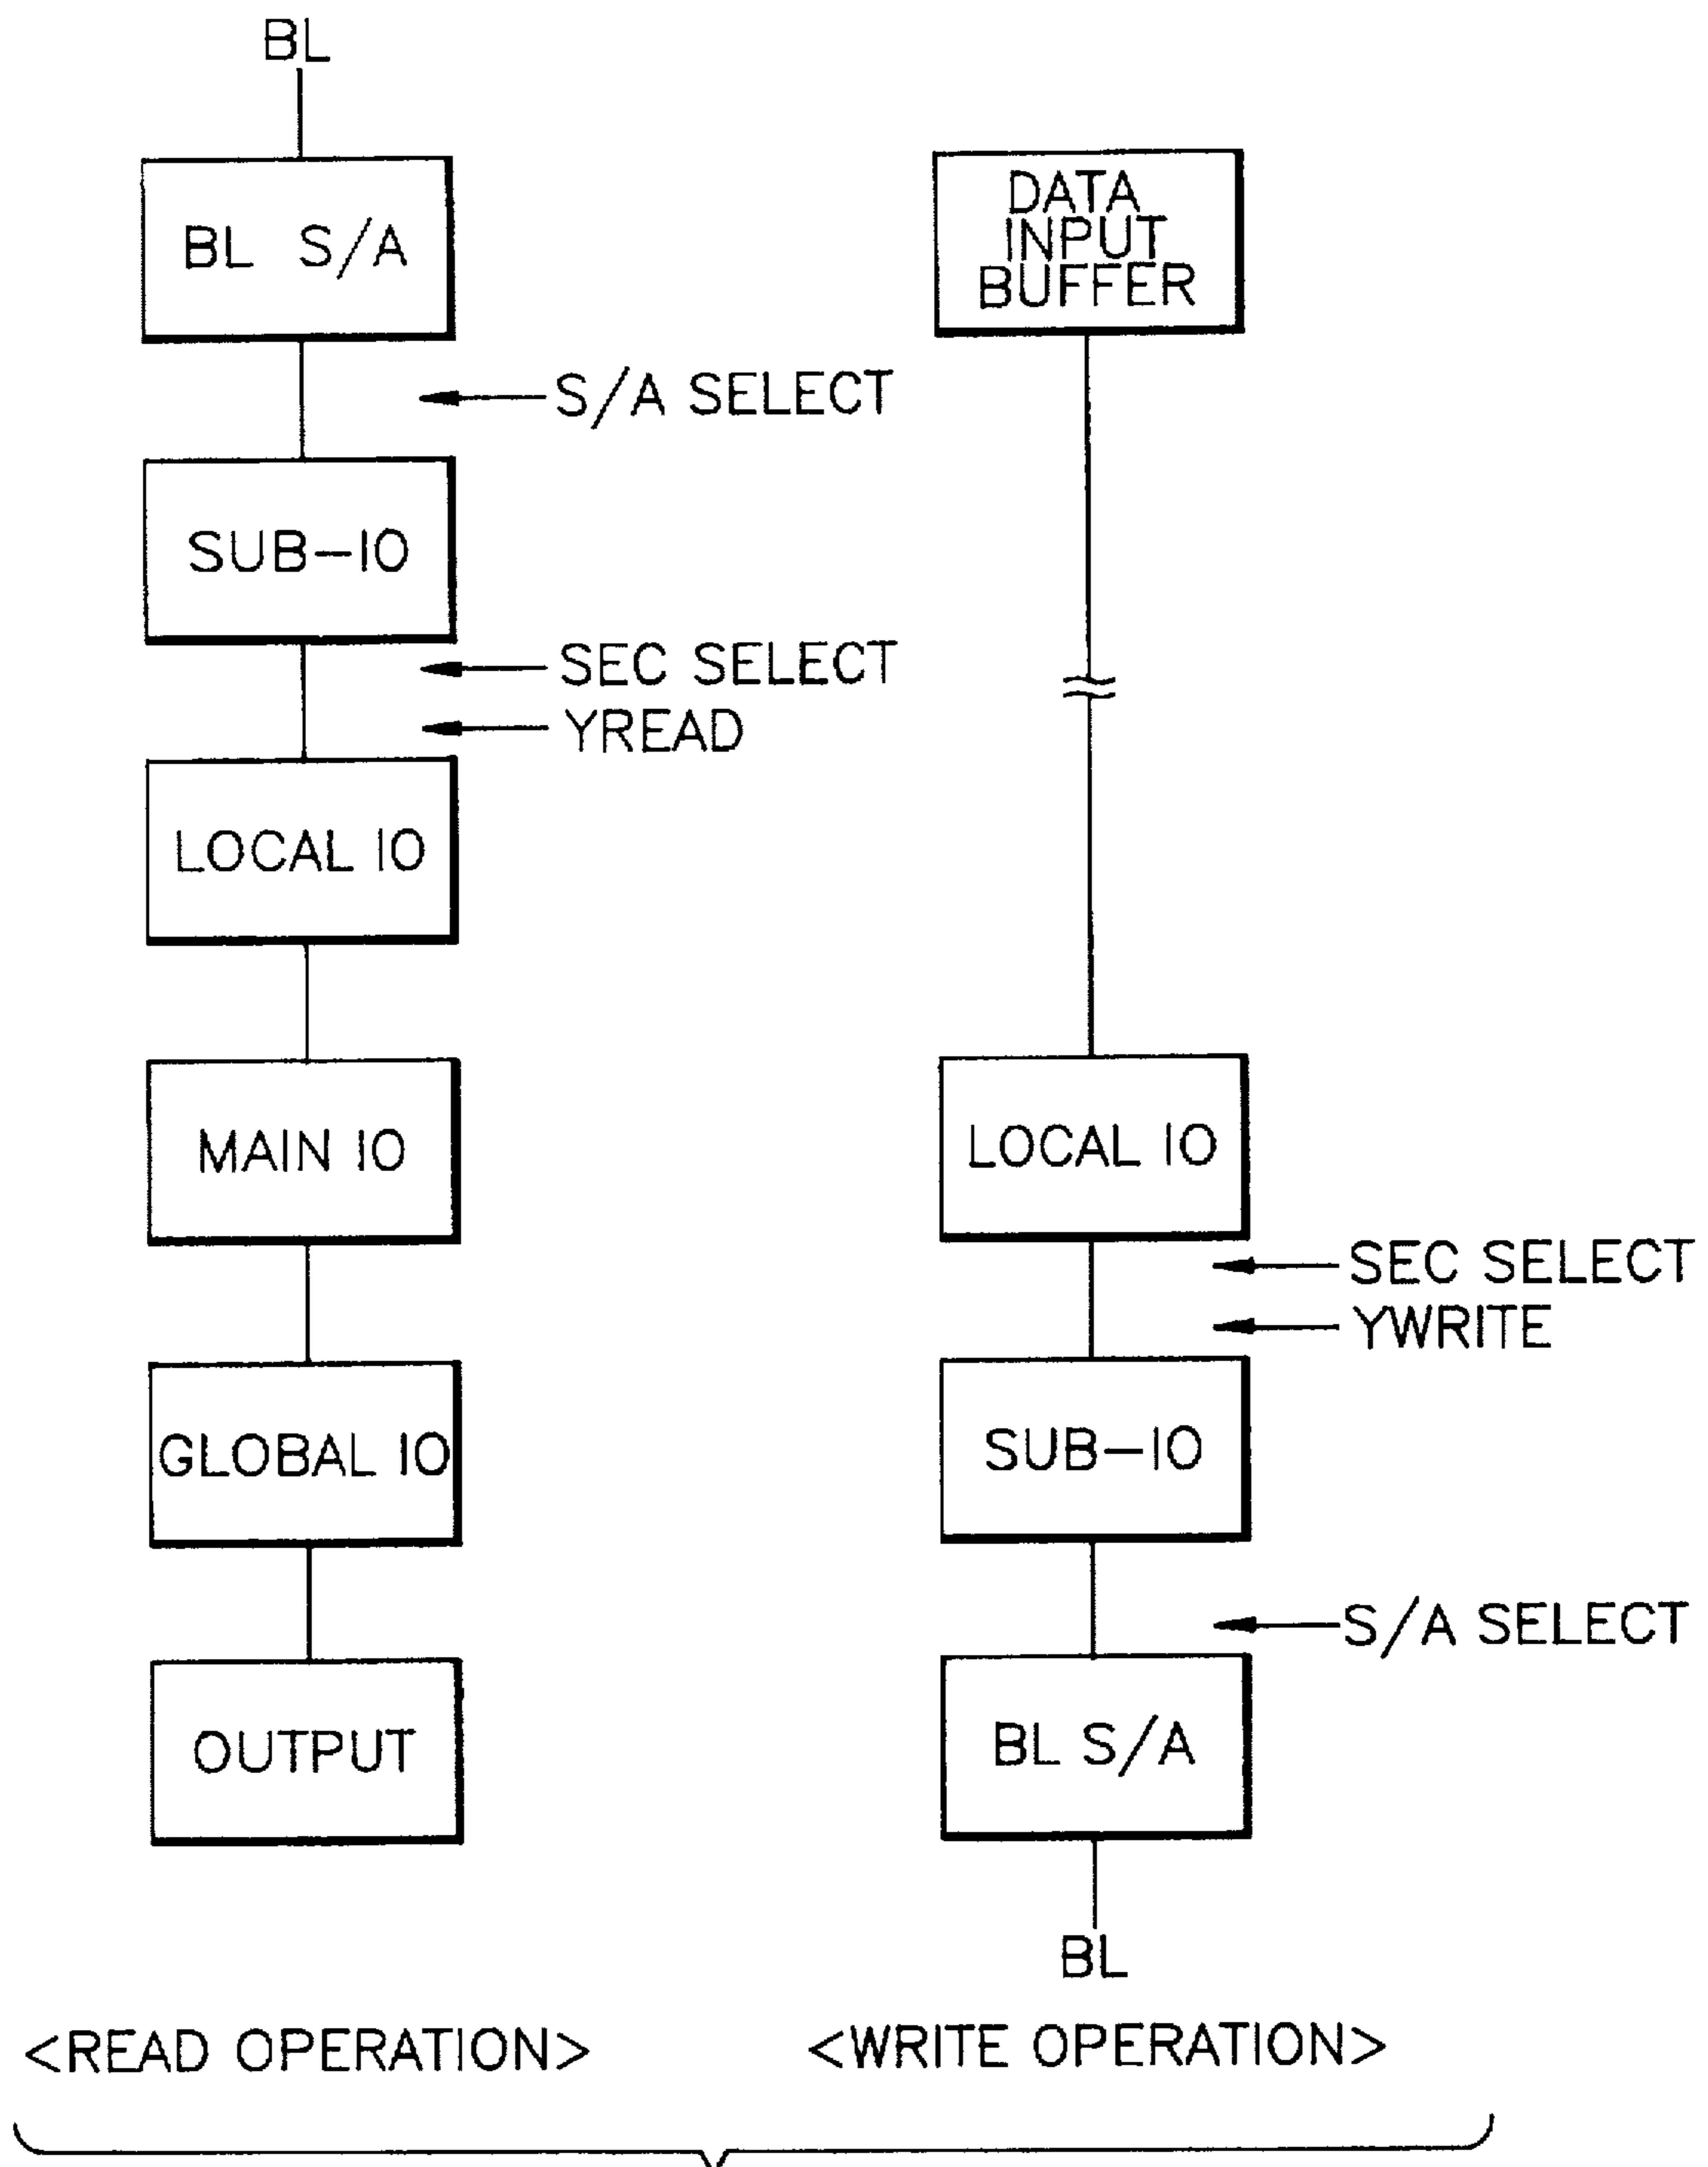 BL
BL S/A
S/A SELECT
SUB-IO
SEC SELECT
YREAD
LOCAL IO
MAIN IO
GLOBAL IO
OUTPUT
<READ OPERATION>
DATA
INPUT
BUFFER
LOCAL IO
SEC SELECT
YWRITE
SUB-IO
S/A SELECT
BL S/A
BL
<WRITE OPERATION>